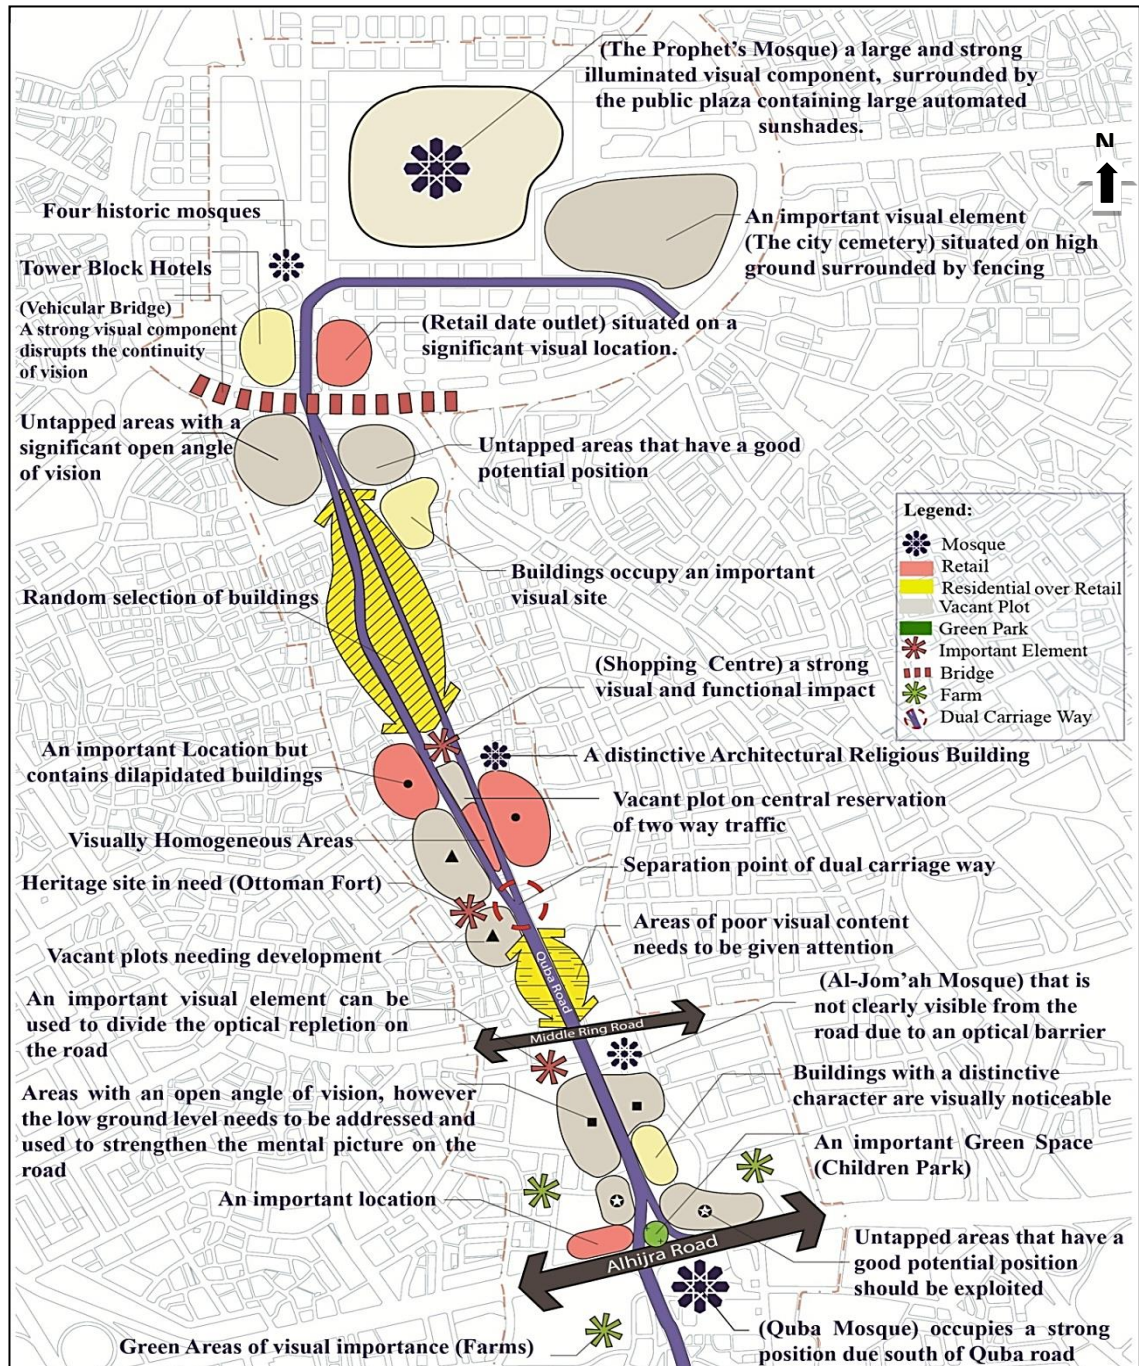 (The Prophet's Mosque) a large and strong
illuminated visual component, surrounded by
the public plaza containing large automated
sunshades.
N
Four historic mosques
An important visual element
(The city cemetery) situated on high
ground surrounded by fencing
Tower Block Hotels
(Vehicular Bridge)
A strong visual component
disrupts the continuity
of vision
(Retail date outlet) situated on a
significant visual location.
Untapped areas with a
significant open angle
of vision
Untapped areas that have a good
potential position
Legend:
Mosque
Retail
Residential over Retail
Vacant Plot
Green Park
Important Element
Bridge
Farm
Dual Carriage Way
Buildings occupy an important
visual site
Random selection of buildings
(Shopping Centre) a strong
visual and functional impact
An important Location but
contains dilapidated buildings
A distinctive Architectural Religious Building
Vacant plot on central reservation
of two way traffic
Visually Homogeneous Areas
Separation point of dual carriage way
Heritage site in need (Ottoman Fort)
Areas of poor visual content
needs to be given attention
Vacant plots needing development
Quba Road
(Al-Jom'ah Mosque) that is
not clearly visible from the
road due to an optical barrier
An important visual element can be
used to divide the optical repletion on
the road
Middle Ring Road
Buildings with a distinctive
character are visually noticeable
Areas with an open angle of vision, however
the low ground level needs to be addressed and
used to strengthen the mental picture on the
road
An important Green Space
(Children Park)
An important location
Alhijra Road
Untapped areas that have a
good potential position
should be exploited
Green Areas of visual importance (Farms)
(Quba Mosque) occupies a strong
position due south of Quba road